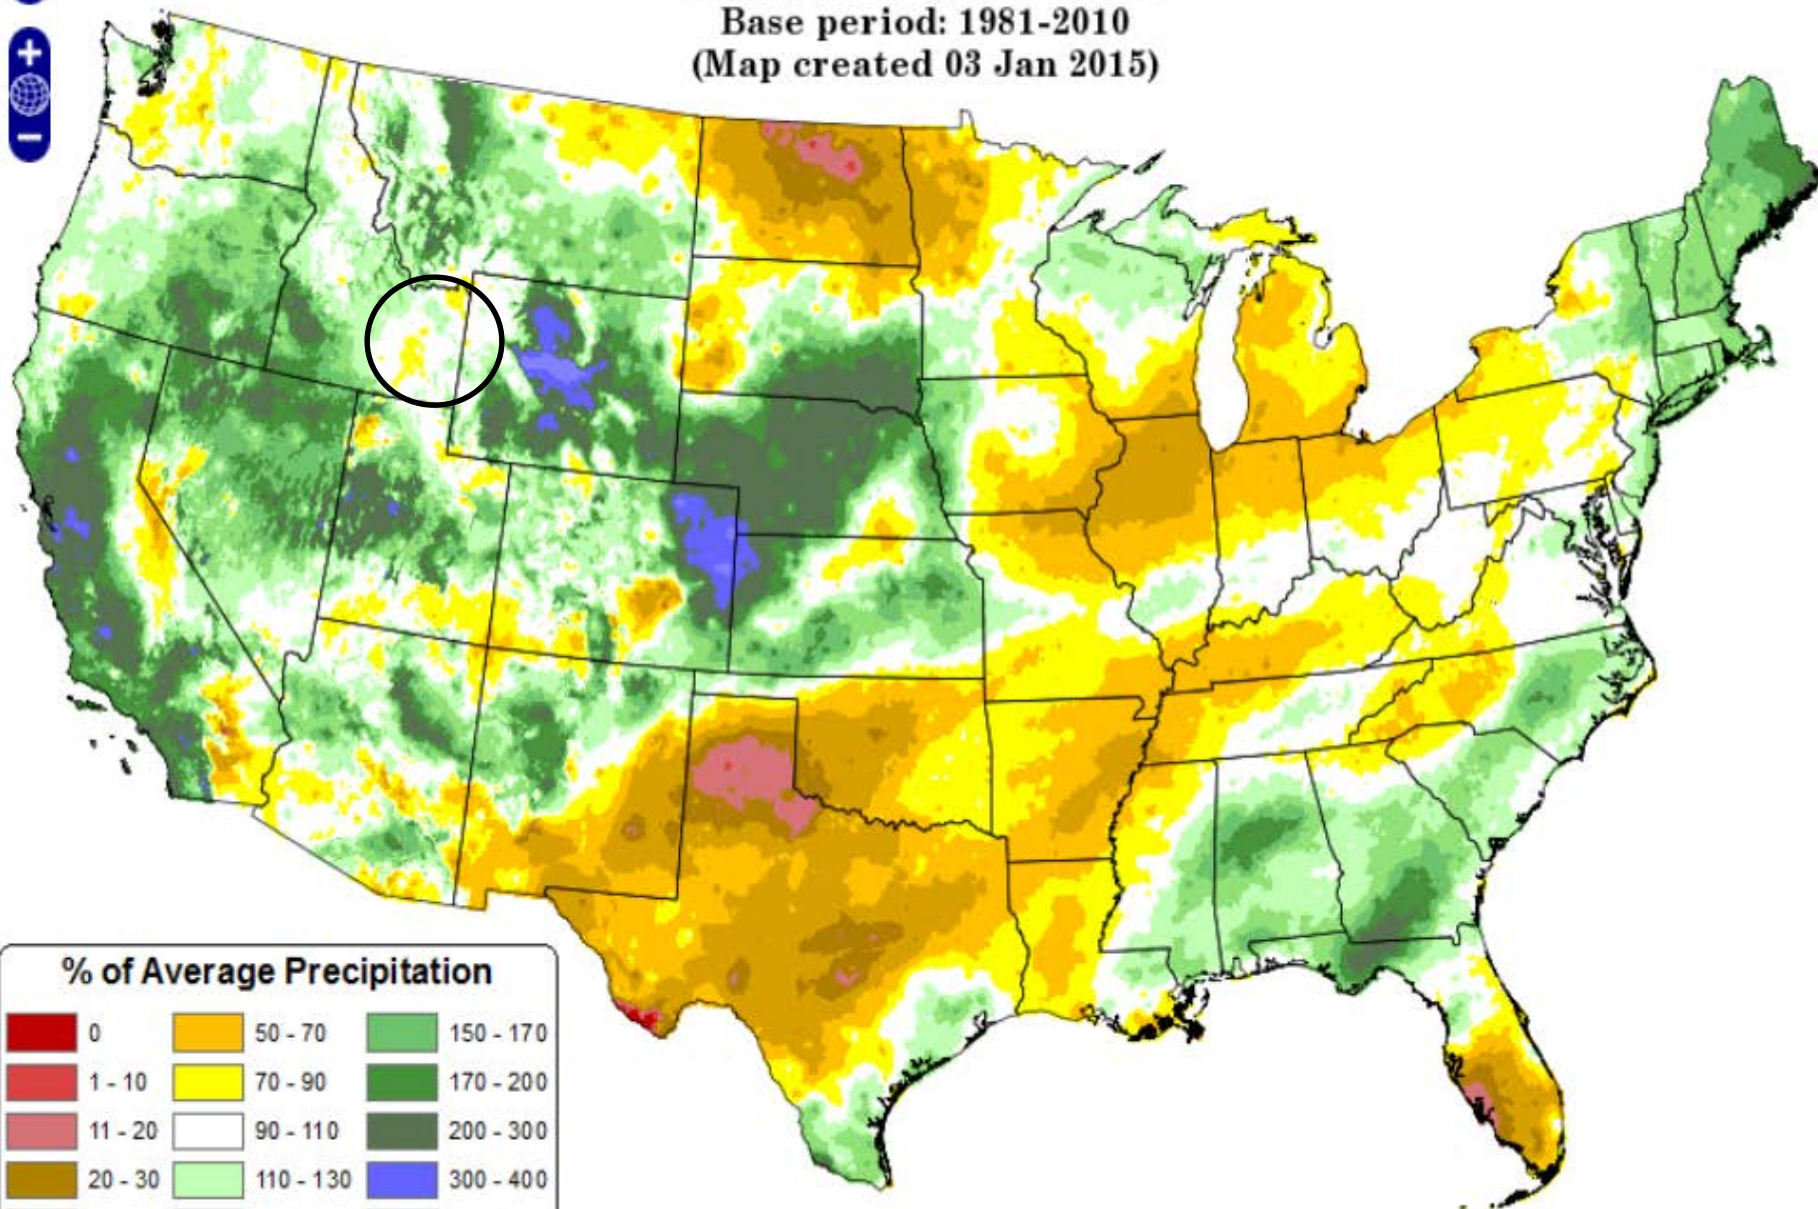 Base period: 1981-2010
(Map created 03 Jan 2015)
% of Average Precipitation
0
50 - 70
150 - 170
1 - 10
70 - 90
170 - 200
11 - 20
90 - 110
200 - 300
20 - 30
110 - 130
300 - 400